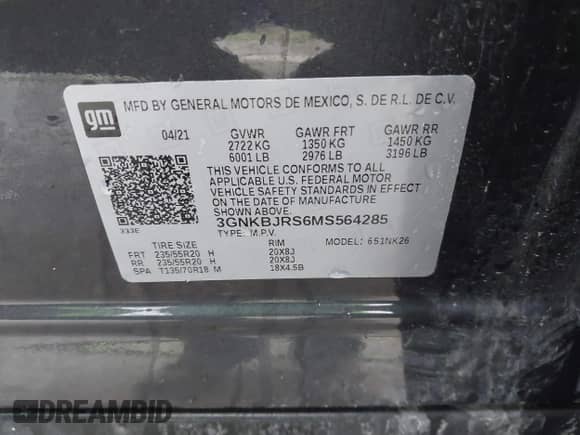 gm
MFD BY GENERAL MOTORS DE MEXICO, S. DE R.L. DE C.V.
04/21 GVWR GAWR FRT GAWR RR
2722 KG 1350 KG 1450 KG
6001 LB 2976 LB 3196 LB
THIS VEHICLE CONFORMS TO ALL
APPLICABLE U.S. FEDERAL MOTOR
VEHICLE SAFETY STANDARDS IN EFFECT
ON THE DATE OF MANUFACTURE
SHOWN ABOVE.
3GNKBJRS6MS564285
333E TYPE: M.P.V. MODEL: 651NK26
TIRE SIZE RIM
FRT 235/55R20 H 20X8J
RR 235/55R20 H 20X8J
SPA T135/70R18 M 18X4.5B
DREAMBID